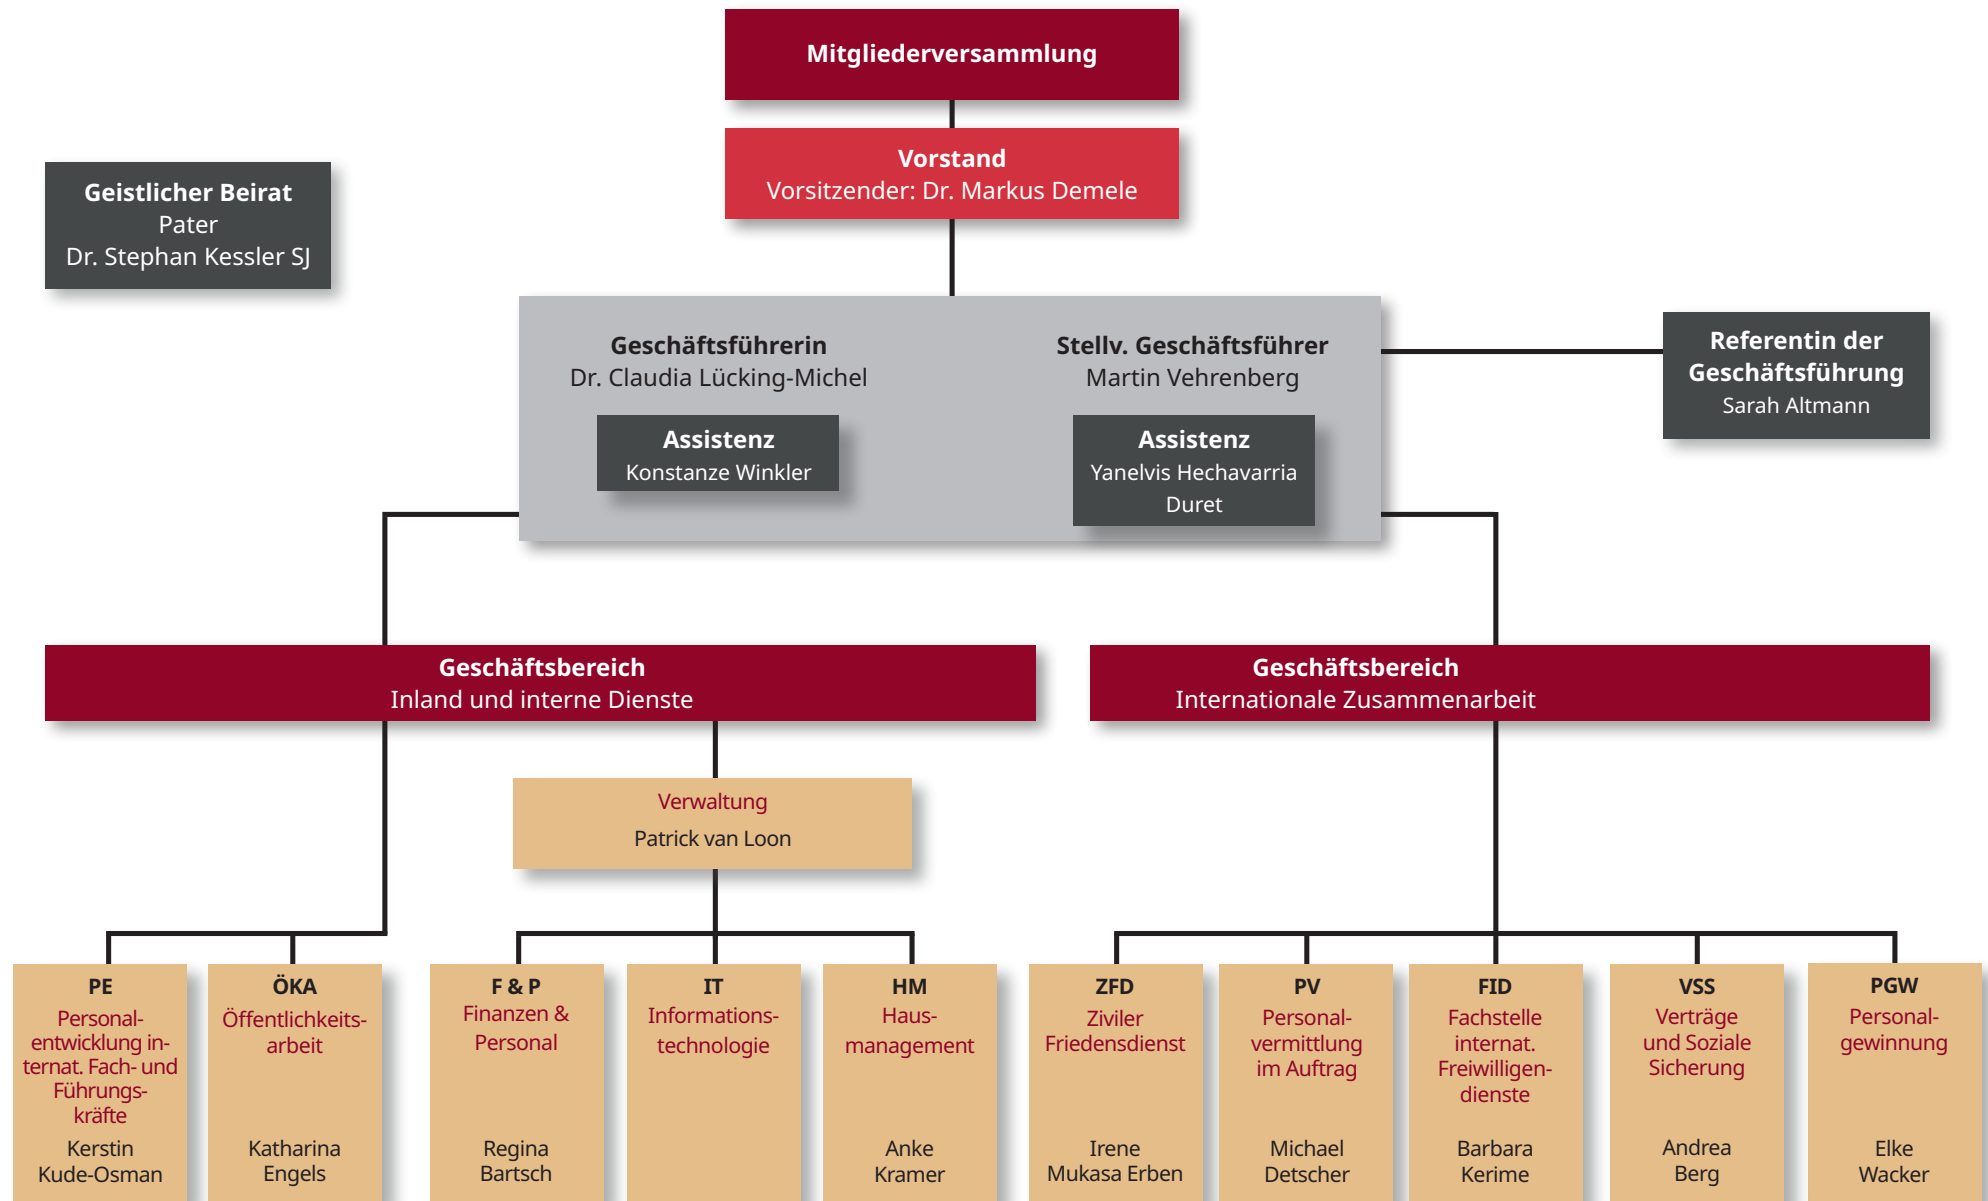 Mitgliederversammlung
Vorstand
Vorsitzender: Dr. Markus Demele
Geistlicher Beirat
Pater
Dr. Stephan Kessler SJ
Geschäftsführerin
Dr. Claudia Lücking-Michel
Assistenz
Konstanze Winkler
Stellv. Geschäftsführer
Martin Vehrenberg
Assistenz
Yanelvis Hechavarria
Duret
Referentin der
Geschäftsführung
Sarah Altmann
Geschäftsbereich
Inland und interne Dienste
Geschäftsbereich
Internationale Zusammenarbeit
Verwaltung
Patrick van Loon
PE
Personal-
entwicklung in-
ternat. Fach- und
Führungs-
kräfte
Kerstin
Kude-Osman
ÖKA
Öffentlichkeits-
arbeit
Katharina
Engels
F & P
Finanzen &
Personal
Regina
Bartsch
IT
Informations-
technologie
HM
Haus-
management
Anke
Kramer
ZFD
Ziviler
Friedensdienst
Irene
Mukasa Erben
PV
Personal-
vermittlung
im Auftrag
Michael
Detscher
FID
Fachstelle
internat.
Freiwilligen-
dienste
Barbara
Kerime
VSS
Verträge
und Soziale
Sicherung
Andrea
Berg
PGW
Personal-
gewinnung
Elke
Wacker